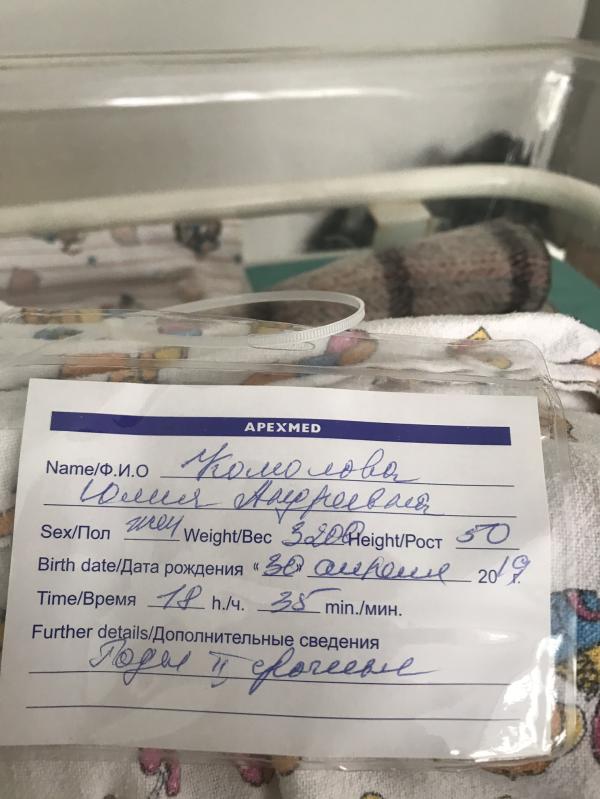 APEXMED
Name/Ф.И.О Комолова
Юлия Андреевна
Sex/Пол жен Weight/Вес 3200 Height/Рост 50
Birth date/Дата рождения "30" апреля 2019 г.
Time/Время 18 h./ч. 35 min./мин.
Further details/Дополнительные сведения
Роды II срочные